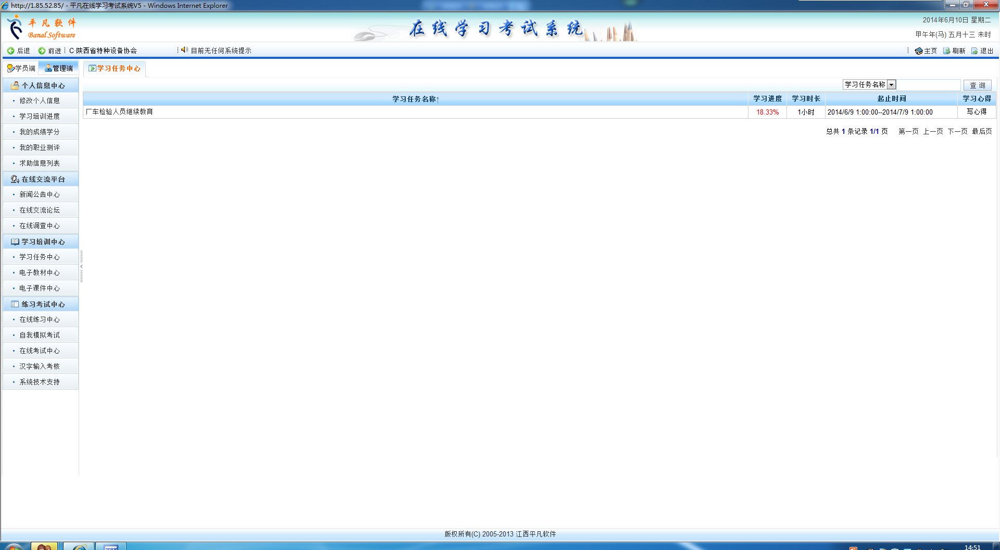 http://1.85.52.85/ - 平凡在线学习考试系统V5 - Windows Internet Explorer
平凡软件
Banal Software
在线学习考试系统
2014年6月10日 星期二
甲午年(马) 五月十三 未时
后退 前进 C·陕西省特种设备协会 目前无任何系统提示 主页 刷新 退出
学员端 管理端 学习任务中心
学习任务名称 查 询
学习任务名称↑ 学习进度 学习时长 起止时间 学习心得
厂车检验人员继续教育 18.33% 1小时 2014/6/9 1:00:00--2014/7/9 1:00:00 写心得
总共 1 条记录 1/1 页 第一页 上一页 下一页 最后页
个人信息中心
· 修改个人信息
· 学习培训进度
· 我的成绩学分
· 我的职业测评
· 求助信息列表
在线交流平台
· 新闻公告中心
· 在线交流论坛
· 在线调查中心
学习培训中心
· 学习任务中心
· 电子教材中心
· 电子课件中心
练习考试中心
· 在线练习中心
· 自我模拟考试
· 在线考试中心
· 汉字输入考核
· 系统技术支持
版权所有(C) 2005-2013 江西平凡软件
14:51